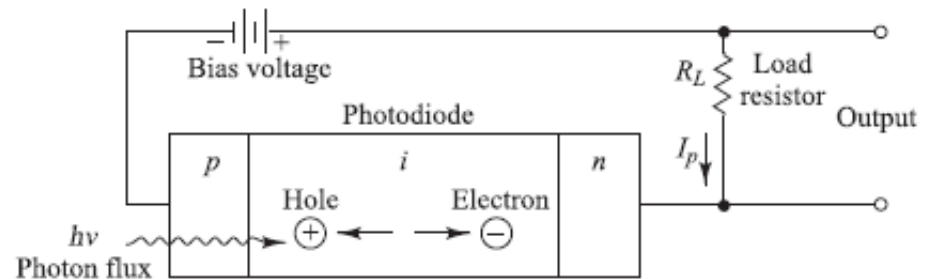 − +
Bias voltage
R_L
Load
resistor
Output
Photodiode
I_p
p
i
n
Hole
Electron
+
−
hν
Photon flux